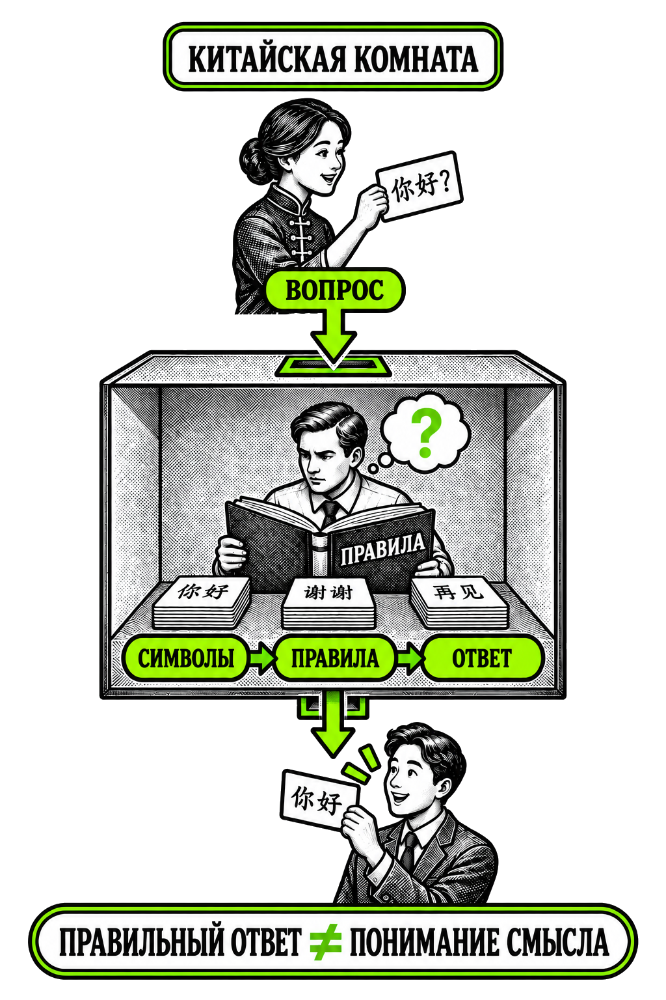 КИТАЙСКАЯ КОМНАТА
你好?
ВОПРОС
?
ПРАВИЛА
你好
谢谢
再见
СИМВОЛЫ
ПРАВИЛА
ОТВЕТ
你好
ПРАВИЛЬНЫЙ ОТВЕТ ≠ ПОНИМАНИЕ СМЫСЛА